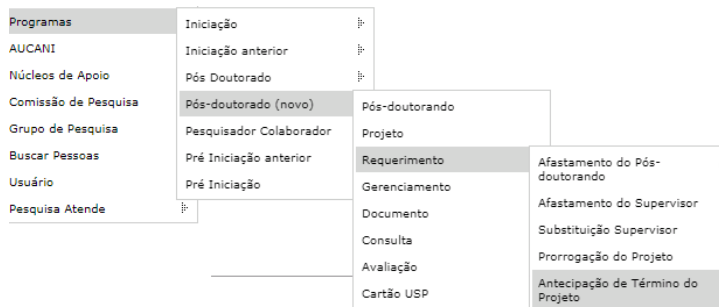 Programas
AUCANI
Núcleos de Apoio
Comissão de Pesquisa
Grupo de Pesquisa
Buscar Pessoas
Usuário
Pesquisa Atende
Iniciação
Iniciação anterior
Pós Doutorado
Pós-doutorado (novo)
Pesquisador Colaborador
Pré Iniciação anterior
Pré Iniciação
Pós-doutorando
Projeto
Requerimento
Gerenciamento
Documento
Consulta
Avaliação
Cartão USP
Afastamento do Pós-
doutorando
Afastamento do Supervisor
Substituição Supervisor
Prorrogação do Projeto
Antecipação de Término do
Projeto